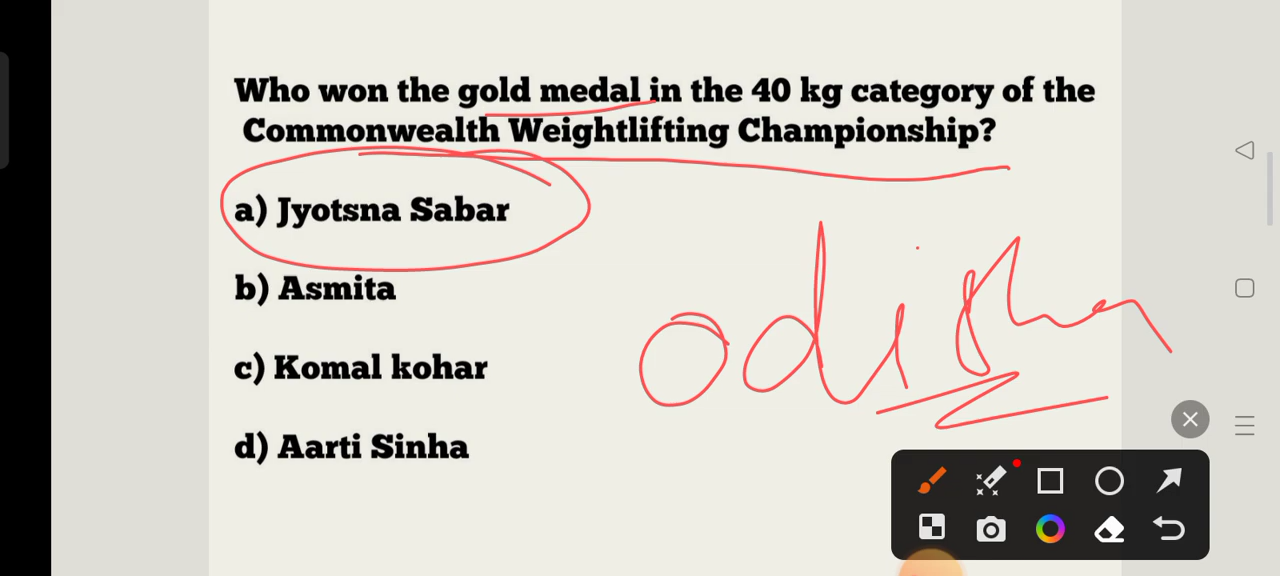 Who won the gold medal in the 40 kg category of the
Commonwealth Weightlifting Championship?
a) Jyotsna Sabar
b) Asmita
c) Komal kohar
d) Aarti Sinha
odisha